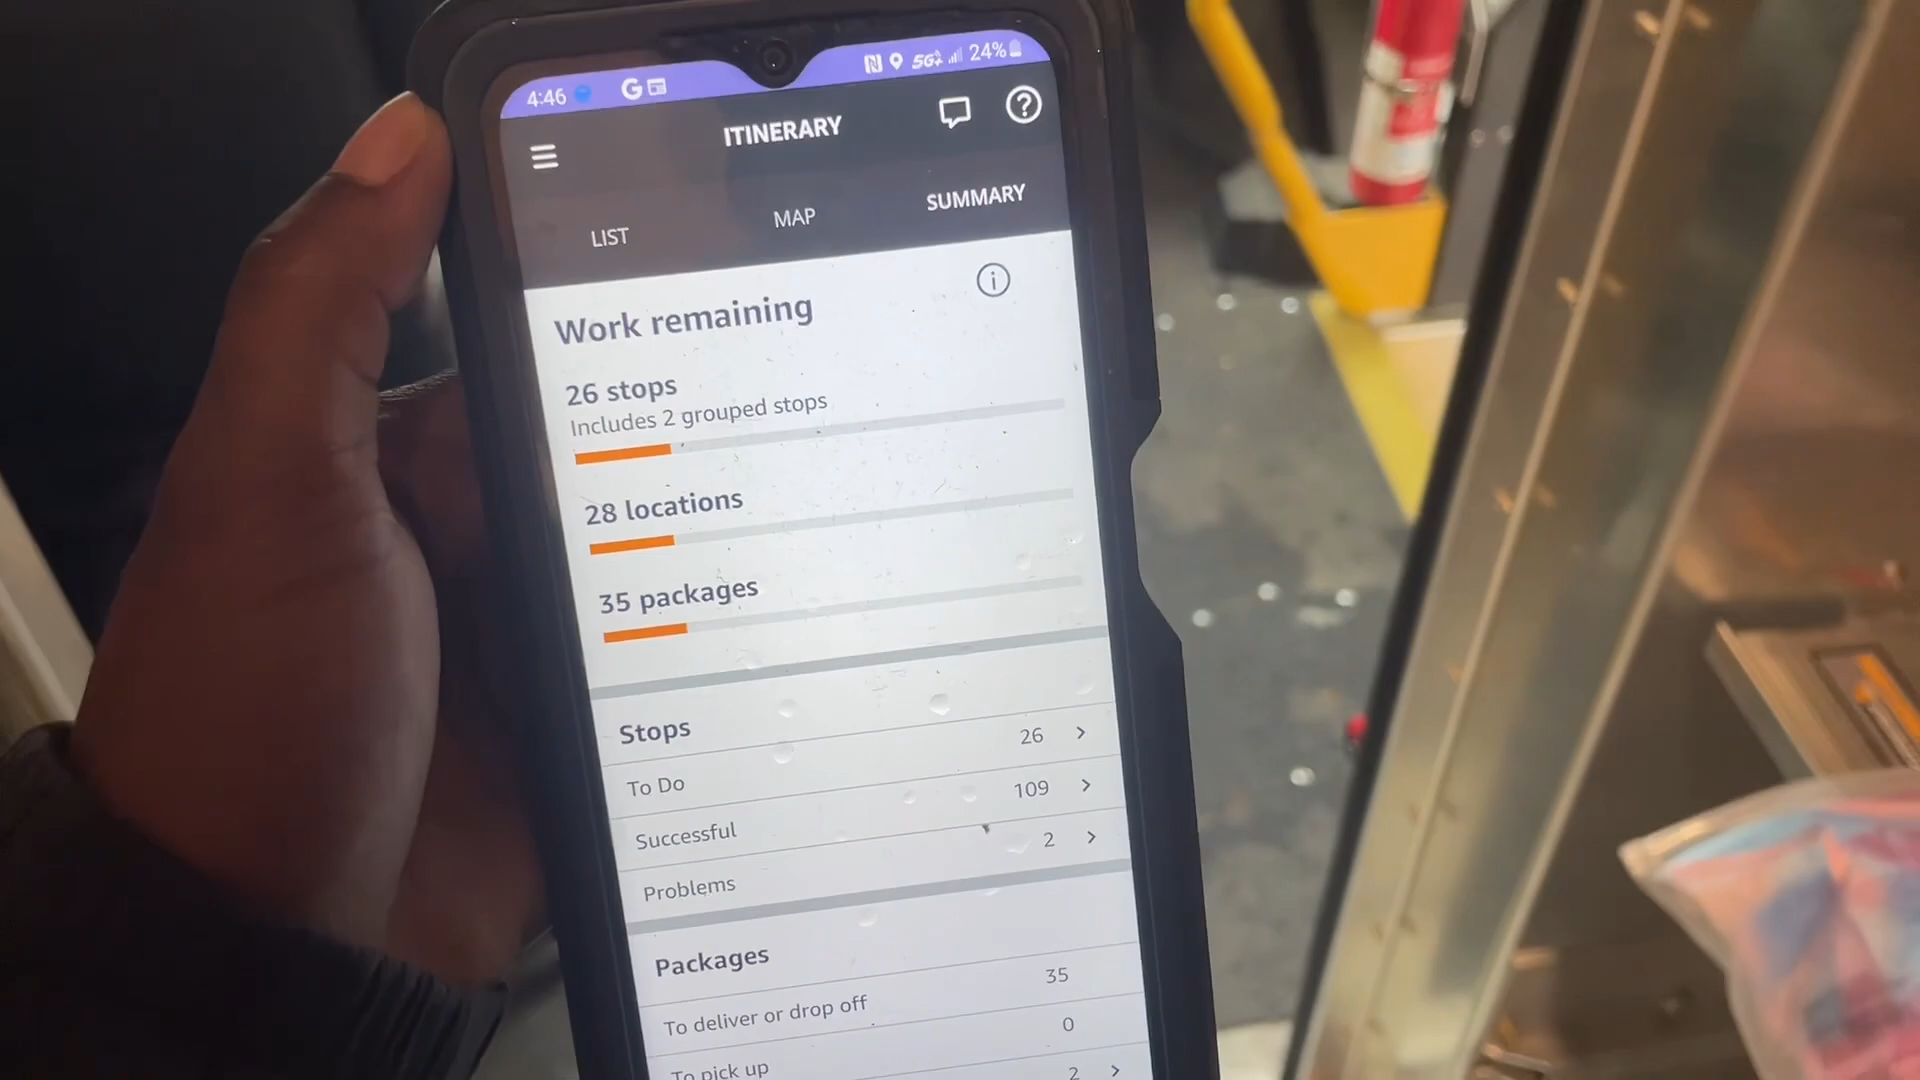 4:46 G 5G 24%
ITINERARY
LIST MAP SUMMARY
Work remaining
26 stops
Includes 2 grouped stops
28 locations
35 packages
Stops
To Do 26
Successful 109
Problems 2
Packages
To deliver or drop off 35
To pick up 0
2